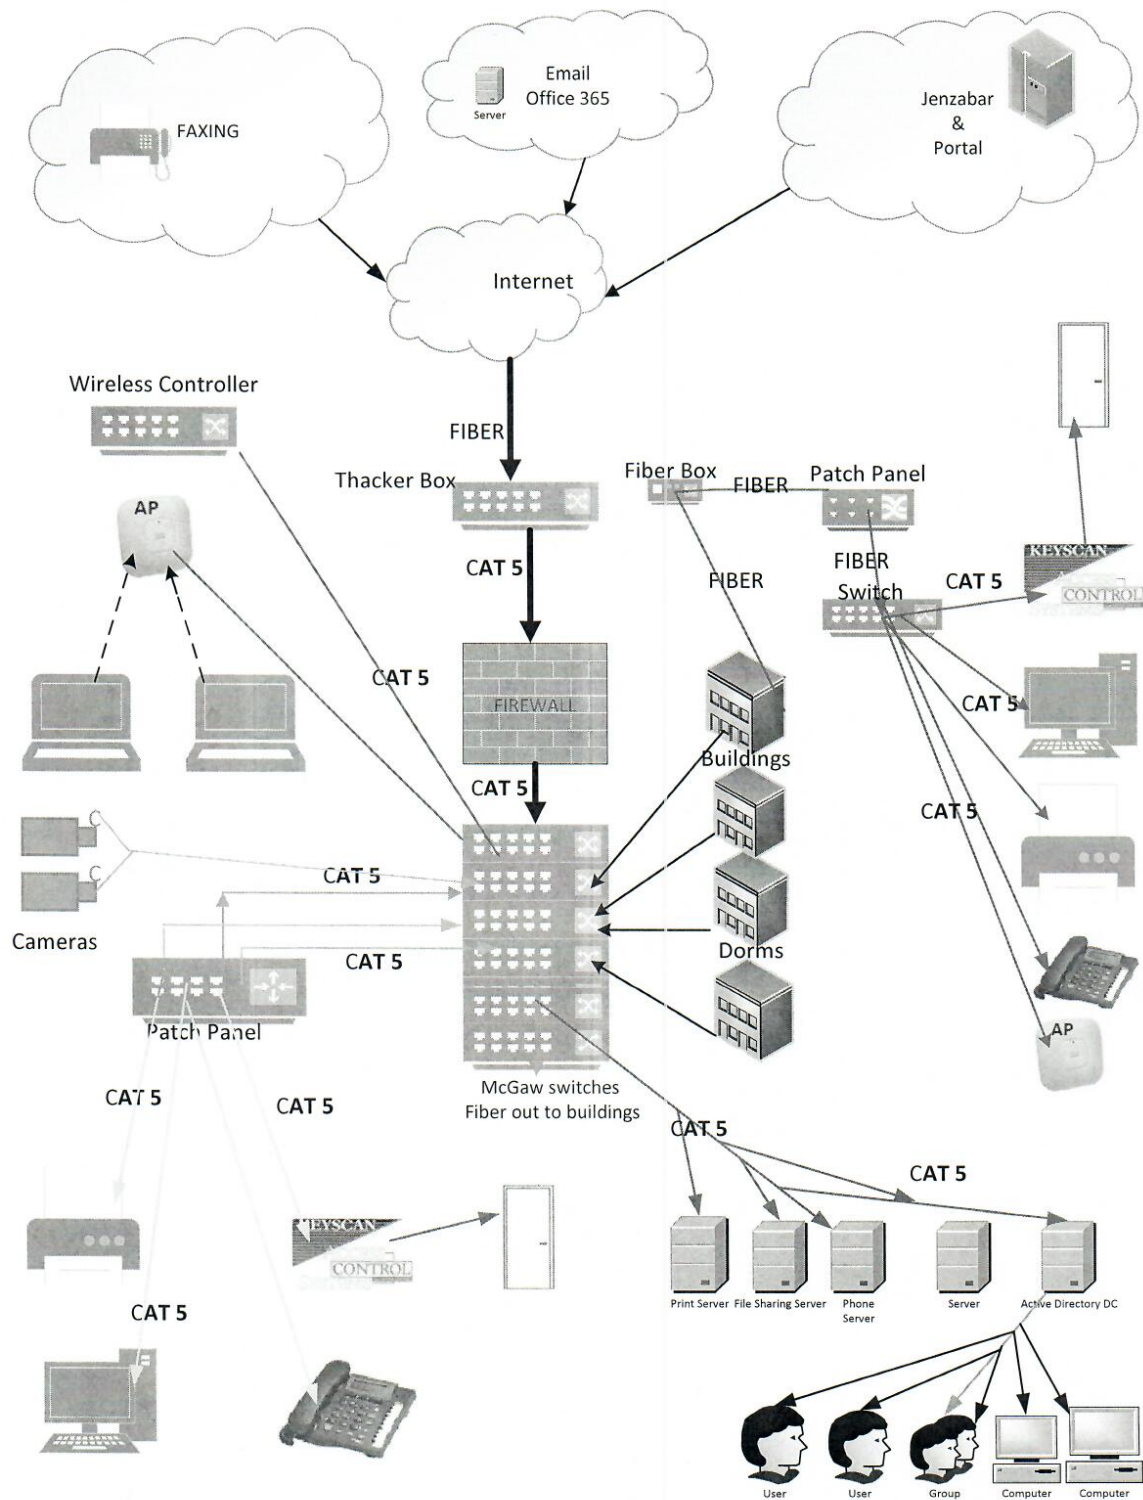 FAXING
Server
Email
Office 365
Jenzabar
&
Portal
Internet
Wireless Controller
FIBER
Thacker Box
Fiber Box
FIBER
Patch Panel
AP
CAT 5
FIBER
FIBER
Switch
CAT 5
KEYSCAN
CONTROL
CAT 5
FIREWALL
CAT 5
CAT 5
Buildings
CAT 5
CAT 5
Cameras
CAT 5
Dorms
Patch Panel
AP
McGaw switches
Fiber out to buildings
CAT 5
CAT 5
CAT 5
CAT 5
KEYSCAN
CONTROL
CAT 5
Print Server
File Sharing Server
Phone
Server
Server
Active Directory DC
User
User
Group
Computer
Computer